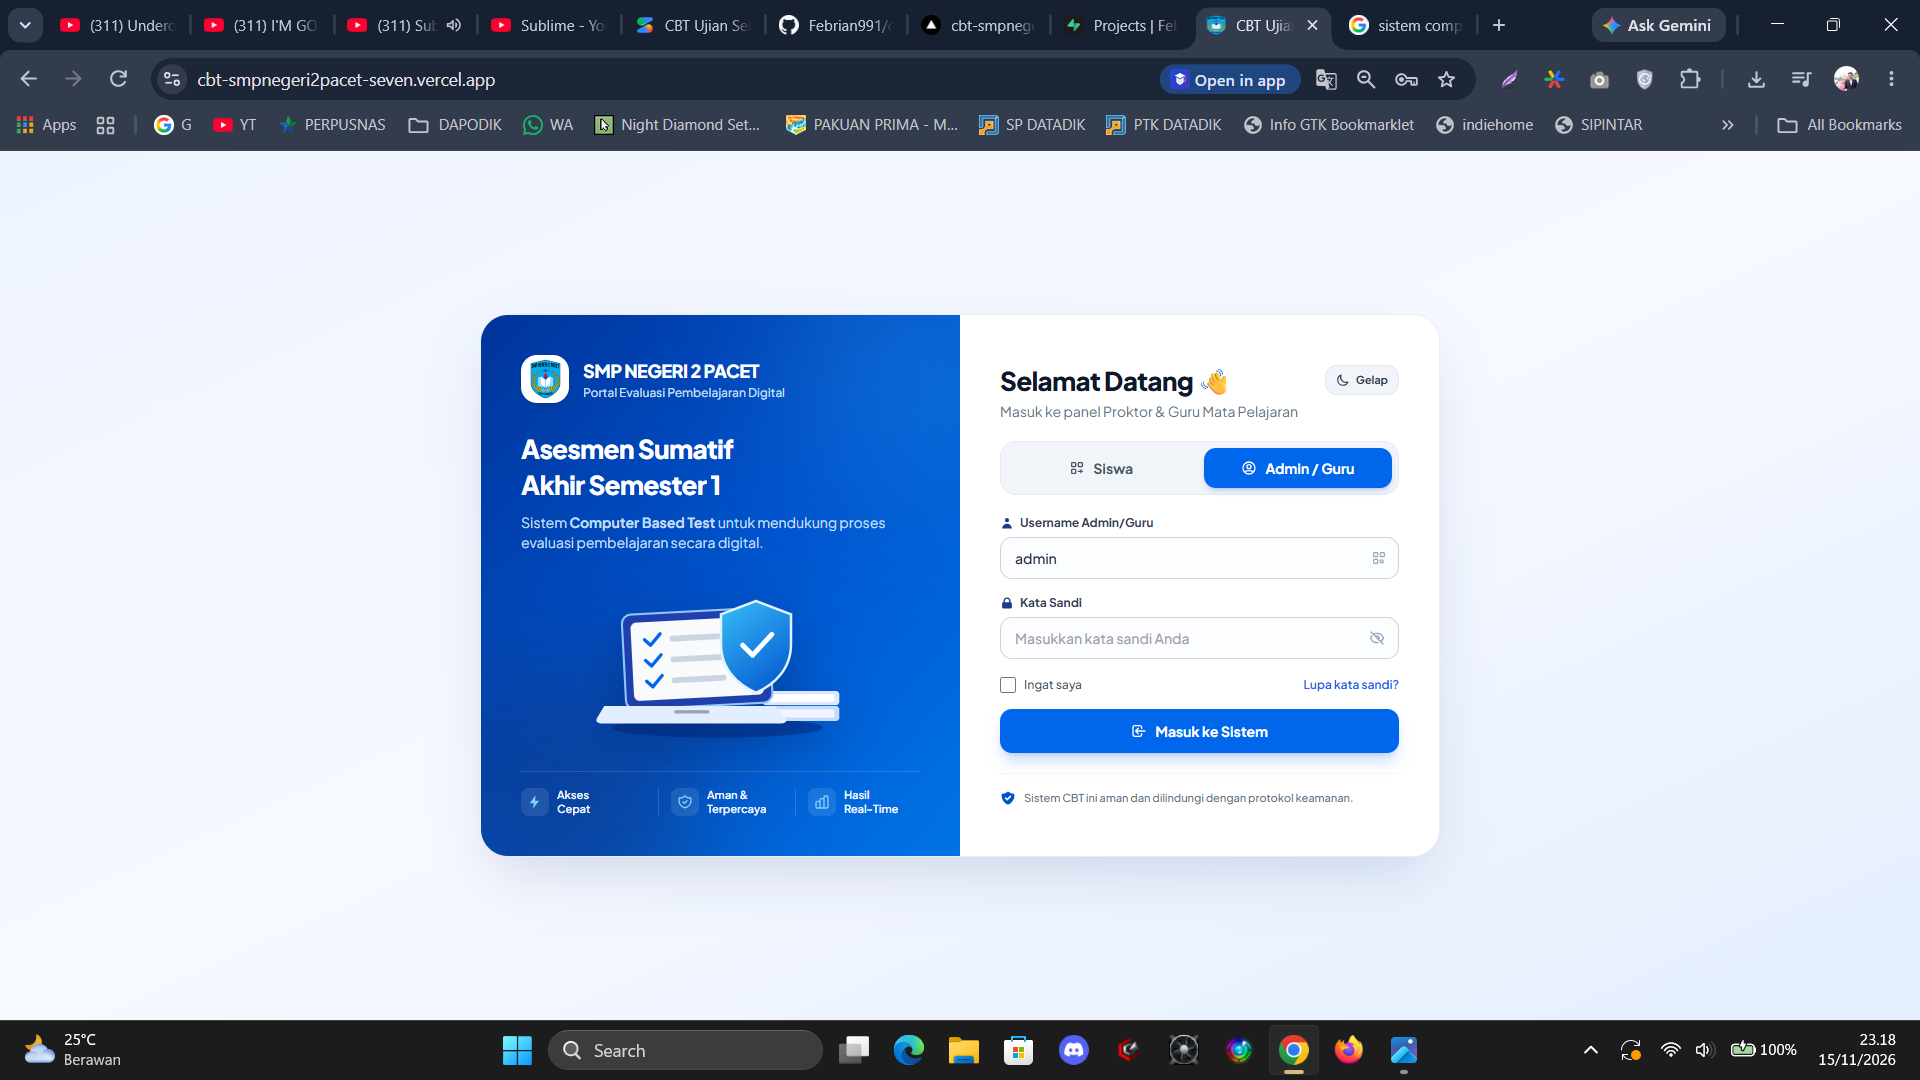 (311) Undero
(311) I'M GO
(311) Sub
Sublime - Yo
CBT Ujian Se
Febrian991/c
cbt-smpnege
Projects | Fe
CBT Ujia
sistem comp
Ask Gemini
cbt-smpnegeri2pacet-seven.vercel.app
Open in app
Apps
G
YT
PERPUSNAS
DAPODIK
WA
Night Diamond Set...
PAKUAN PRIMA - M...
SP DATADIK
PTK DATADIK
Info GTK Bookmarklet
indiehome
SIPINTAR
All Bookmarks
SMP NEGERI 2 PACET
Portal Evaluasi Pembelajaran Digital
Asesmen Sumatif
Akhir Semester 1
Sistem Computer Based Test untuk mendukung proses
evaluasi pembelajaran secara digital.
Akses
Cepat
Aman &
Terpercaya
Hasil
Real-Time
Selamat Datang 👋
Gelap
Masuk ke panel Proktor & Guru Mata Pelajaran
Siswa
Admin / Guru
Username Admin/Guru
admin
Kata Sandi
Masukkan kata sandi Anda
Ingat saya
Lupa kata sandi?
Masuk ke Sistem
Sistem CBT ini aman dan dilindungi dengan protokol keamanan.
25°C
Berawan
Search
100%
23.18
15/11/2026